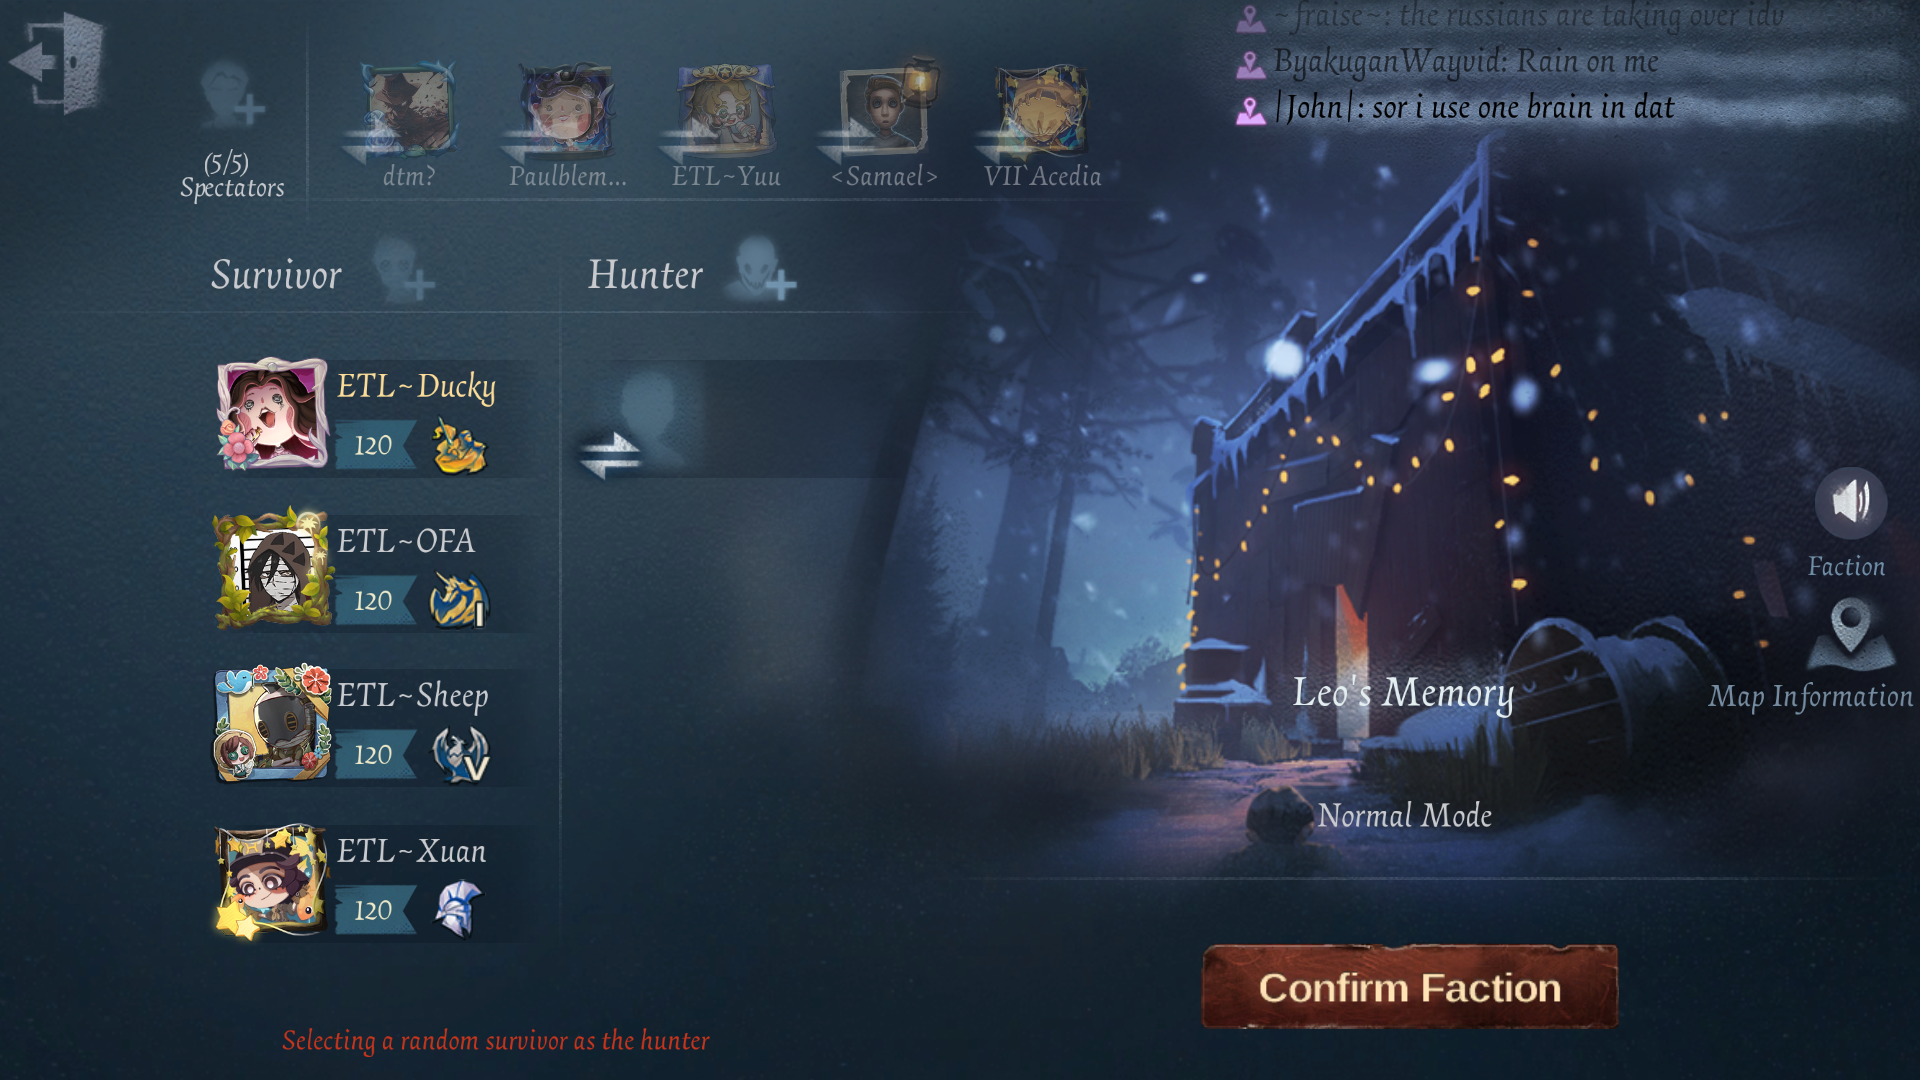 ~fraise~: the russians are taking over idv
ByakuganWayvid: Rain on me
|John|: sor i use one brain in dat
(5/5)
Spectators
dtm?
Paulblem...
ETL~Yuu
<Samael>
VII`Acedia
Survivor
Hunter
ETL~Ducky
120
ETL~OFA
120
I
ETL~Sheep
120
V
ETL~Xuan
120
Faction
Map Information
Leo's Memory
Normal Mode
Confirm Faction
Selecting a random survivor as the hunter